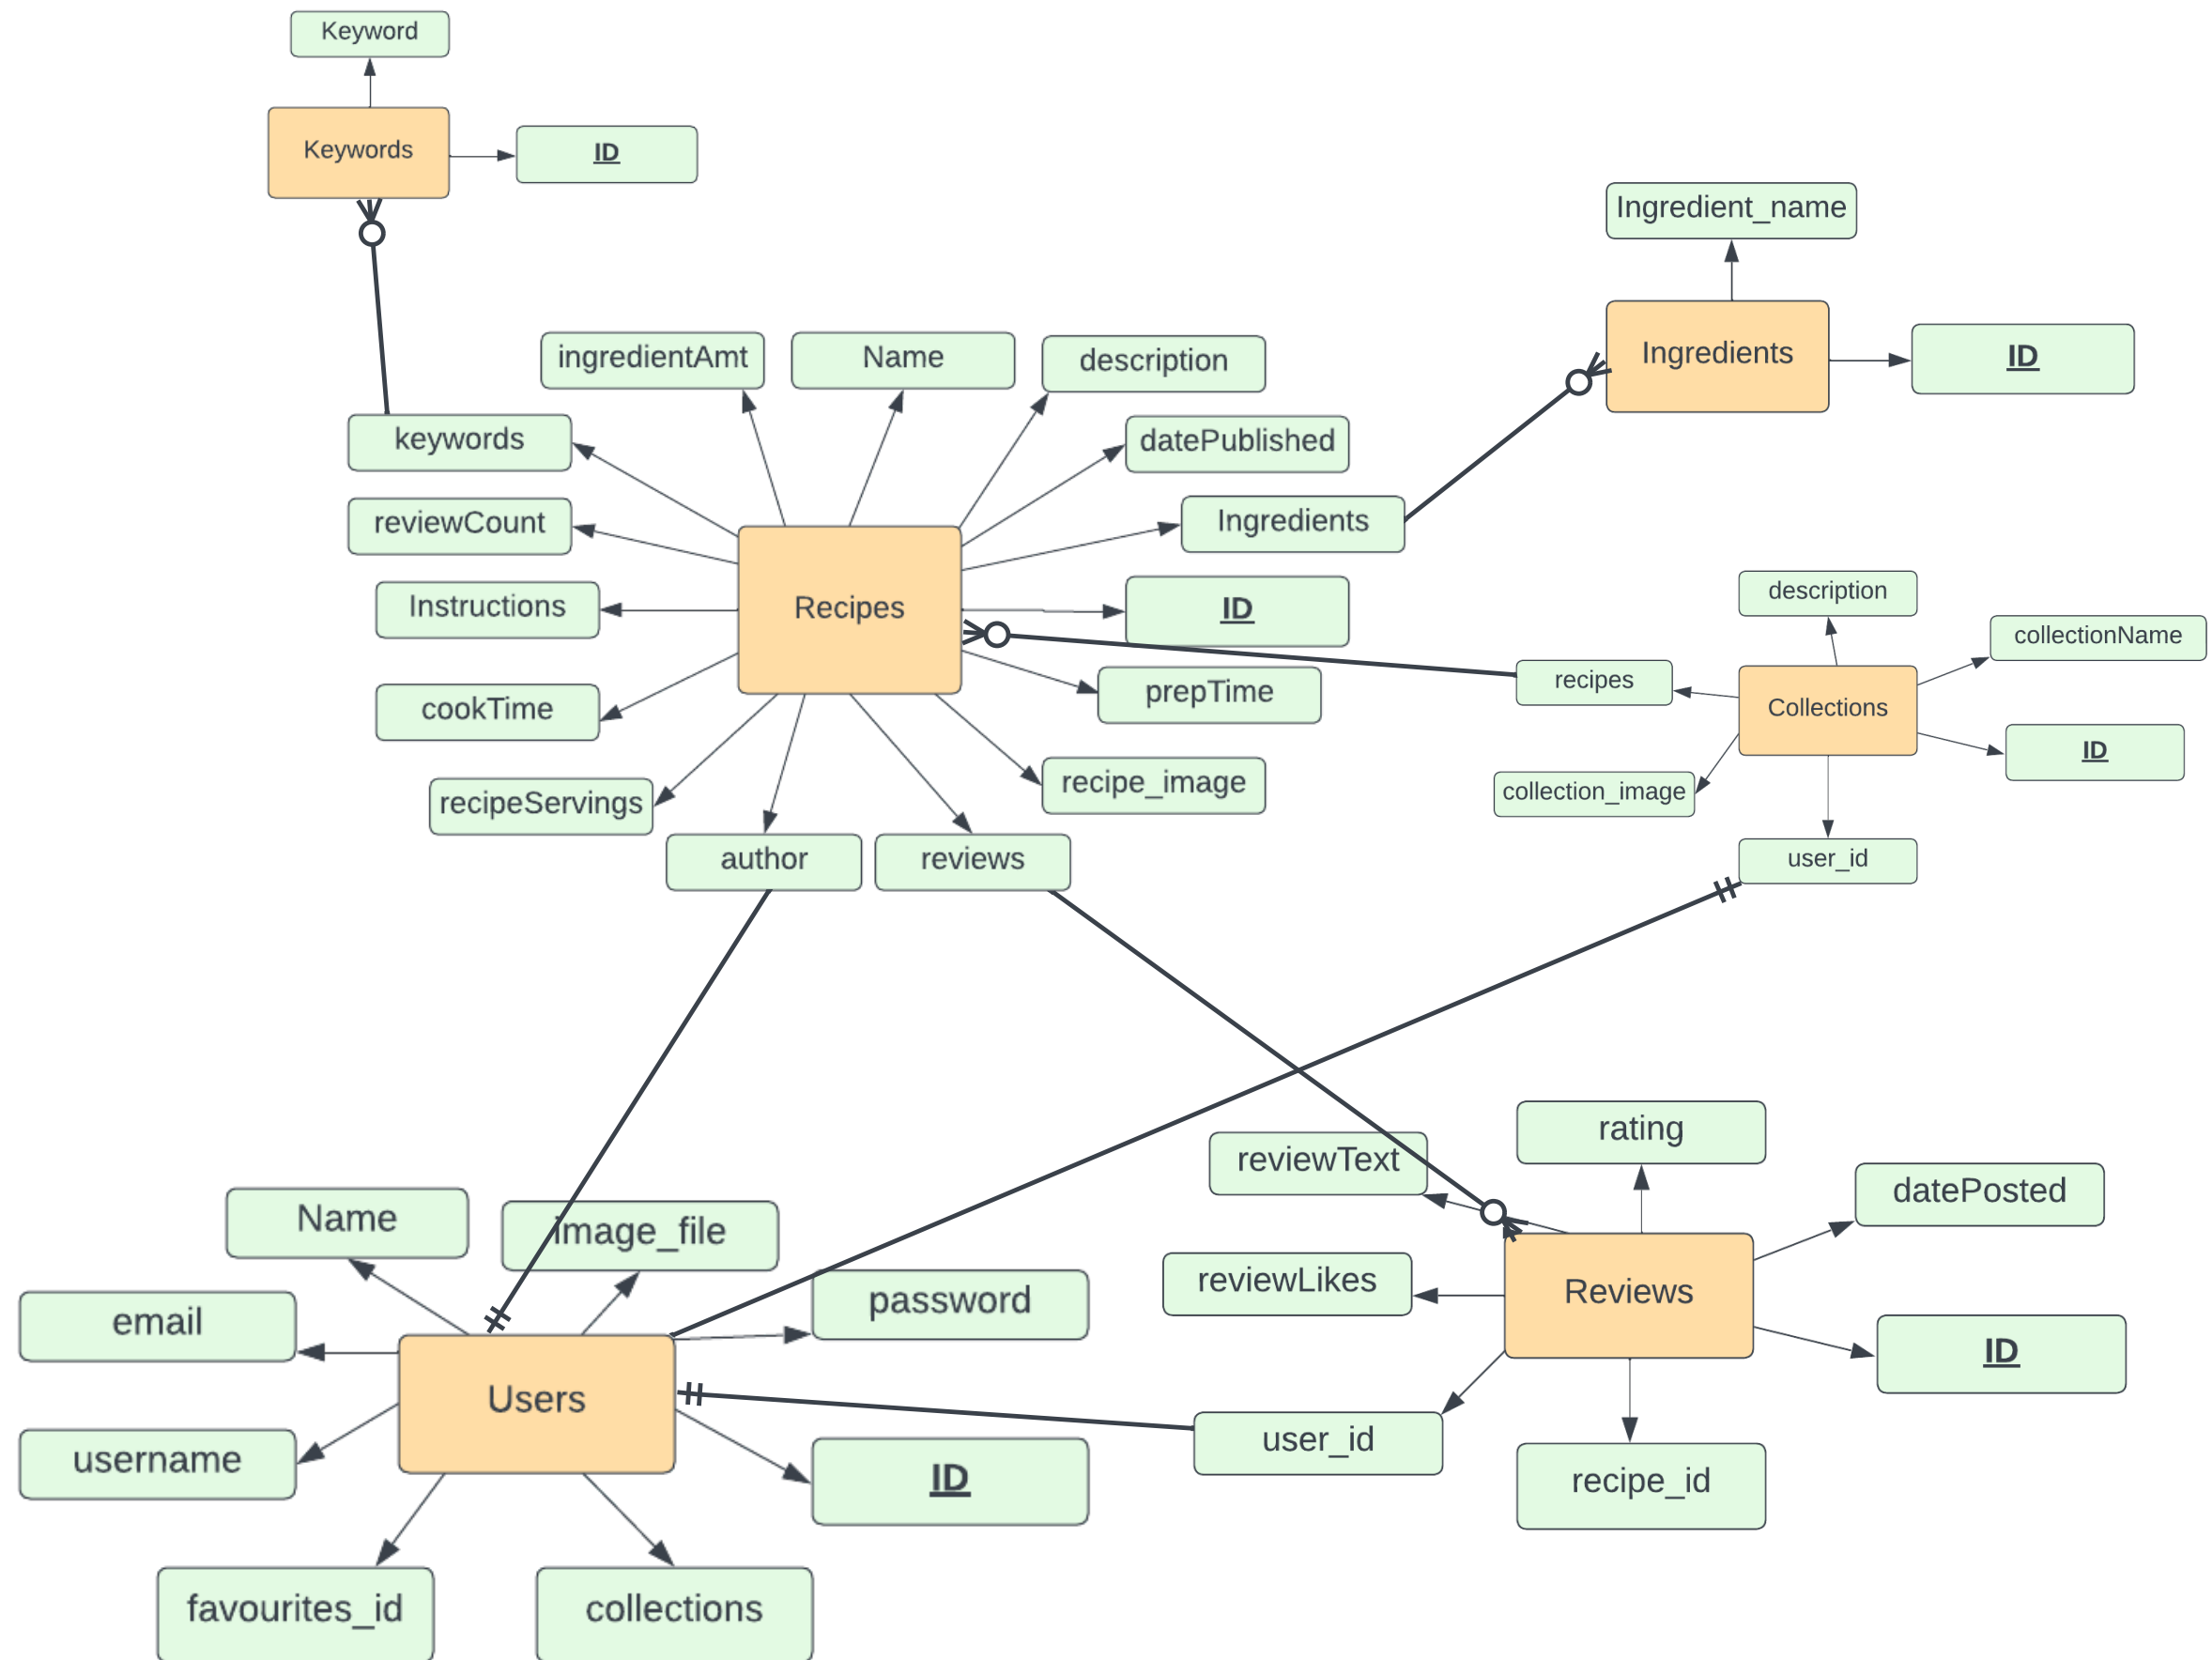 Keyword
Keywords
ID
Ingredient_name
Ingredients
ID
ingredientAmt
Name
description
keywords
datePublished
reviewCount
Ingredients
Instructions
Recipes
ID
cookTime
prepTime
recipeServings
recipe_image
author
reviews
description
collectionName
recipes
Collections
ID
collection_image
user_id
rating
reviewText
datePosted
reviewLikes
Reviews
ID
user_id
recipe_id
Name
image_file
email
password
Users
username
ID
favourites_id
collections